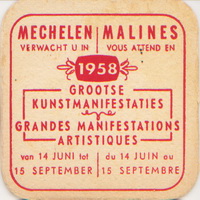 MECHELEN MALINES
VERWACHT U IN VOUS ATTEND EN
1958
GROOTSE
KUNSTMANIFESTATIES
GRANDES MANIFESTATIONS
ARTISTIQUES
van 14 JUNI tot du 14 JUIN au
15 SEPTEMBER 15 SEPTEMBRE